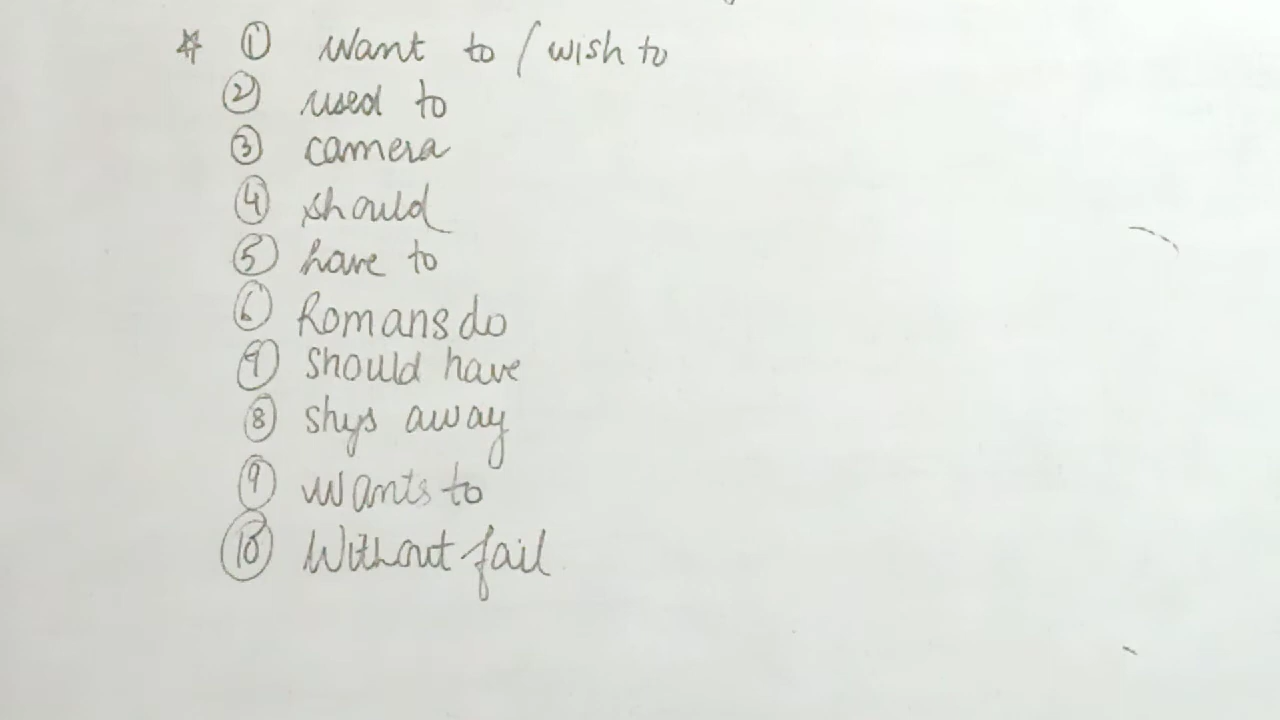 * ① Want to / wish to
② used to
③ camera
④ should
⑤ have to
⑥ Romans do
⑦ should have
⑧ shys away
⑨ wants to
⑩ Without fail